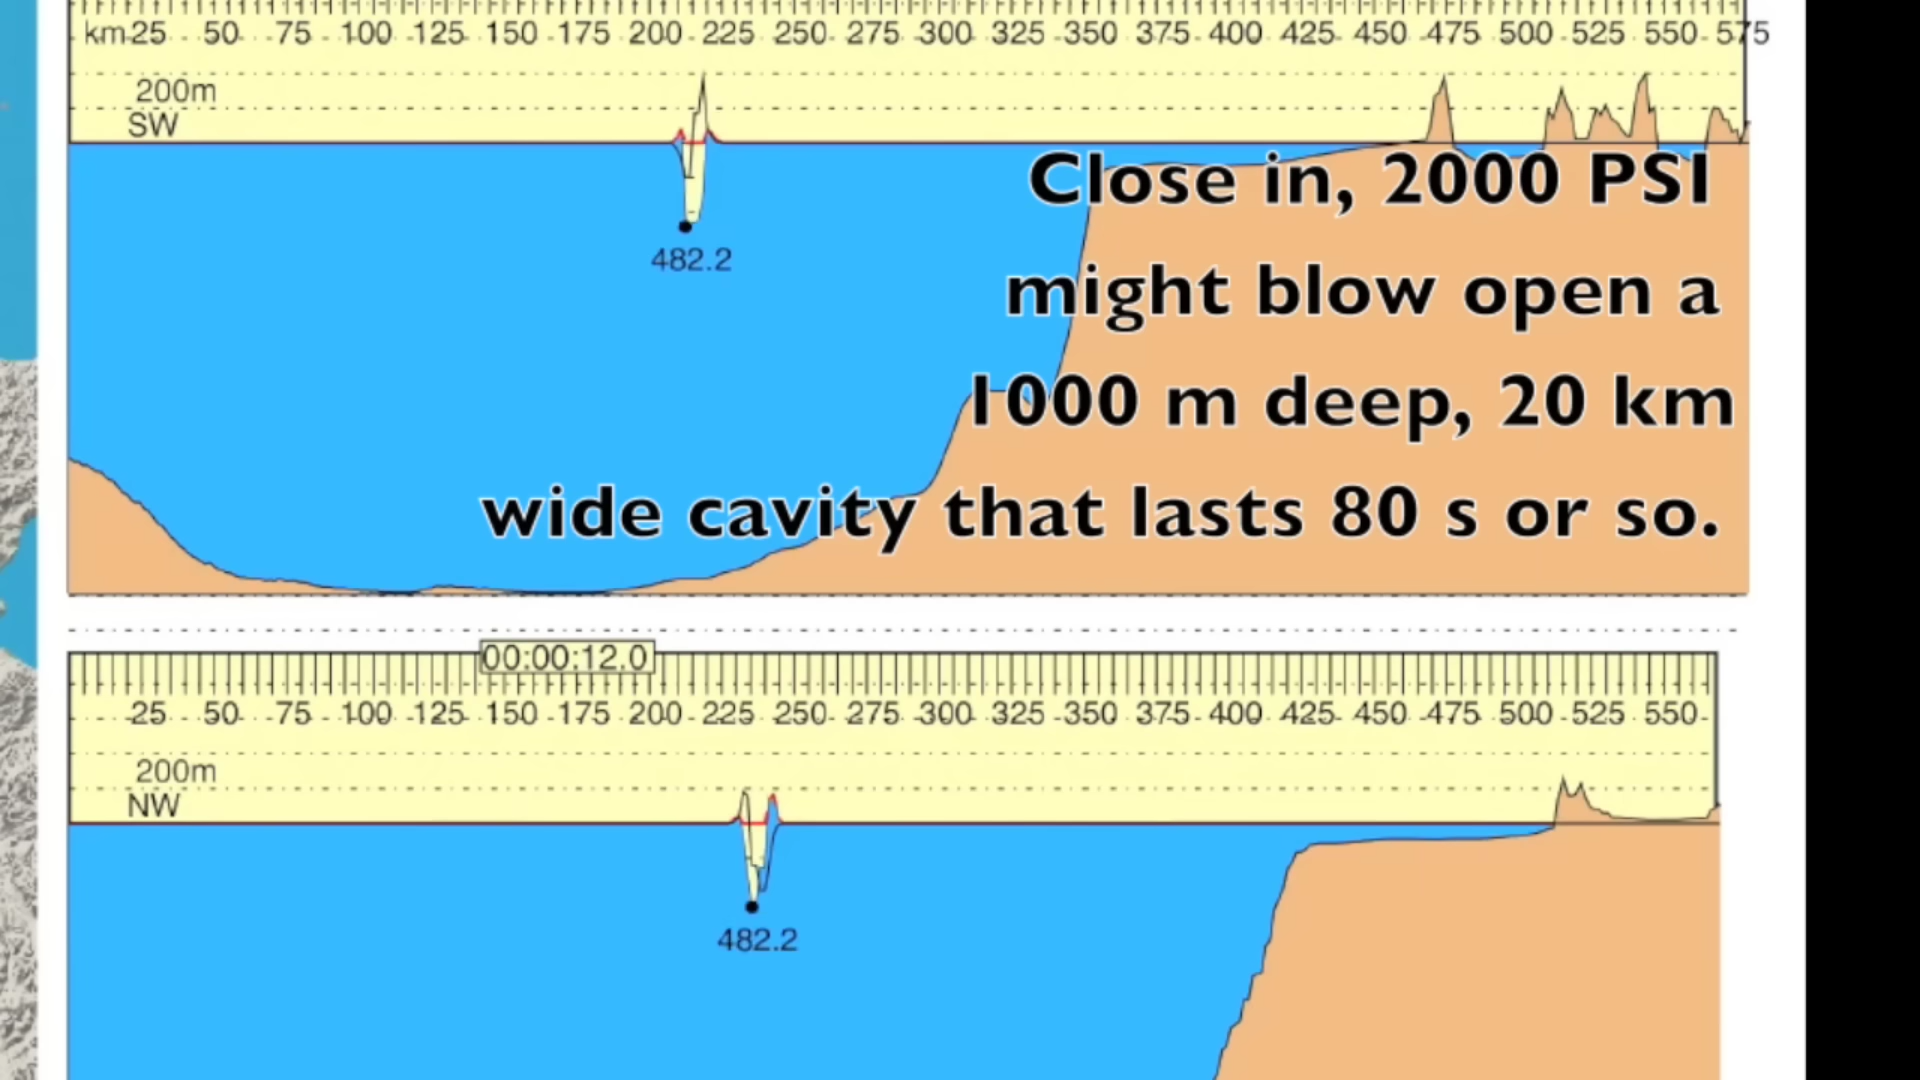 km 25 50 75 100 125 150 175 200 225 250 275 300 325 350 375 400 425 450 475 500 525 550 575
200m
SW
482.2
Close in, 2000 PSI
might blow open a
1000 m deep, 20 km
wide cavity that lasts 80 s or so.
00:00:12.0
25 50 75 100 125 150 175 200 225 250 275 300 325 350 375 400 425 450 475 500 525 550
200m
NW
482.2